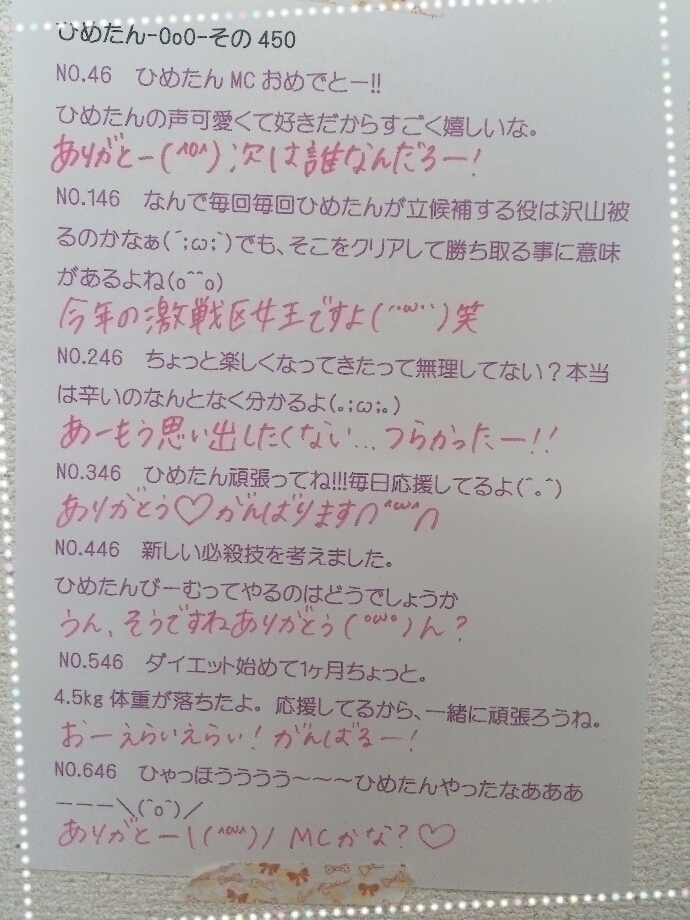 ひめたん-OoO-その450
NO.46　ひめたんMCおめでとー!!
ひめたんの声可愛くて好きだからすごく嬉しいな。
ありがとー(^o^)次は誰なんだろー!
NO.146　なんで毎回毎回ひめたんが立候補する役は沢山被
るのかなぁ(´;ω;`)でも、そこをクリアして勝ち取る事に意味
があるよね(o^^o)
今年の激戦区女王ですよ(´･ω･`)笑
NO.246　ちょっと楽しくなってきたって無理してない？本当
は辛いのなんとなく分かるよ(｡;ω;｡)
あーもう思い出したくない…つらかったー!!
NO.346　ひめたん頑張ってね!!!毎日応援してるよ(^｡^)
ありがとう♡がんばります∩^ω^∩
NO.446　新しい必殺技を考えました。
ひめたんびーむってやるのはどうでしょうか
うん、そうですねありがとう(°ω°)ん？
NO.546　ダイエット始めて1ヶ月ちょっと。
4.5kg体重が落ちたよ。応援してるから、一緒に頑張ろうね。
おーえらいえらい!がんばるー!
NO.646　ひゃっほうううう～～～ひめたんやったなあああ
ーーー＼(^o^)／
ありがとー\(^ω^)/ MCかな？♡